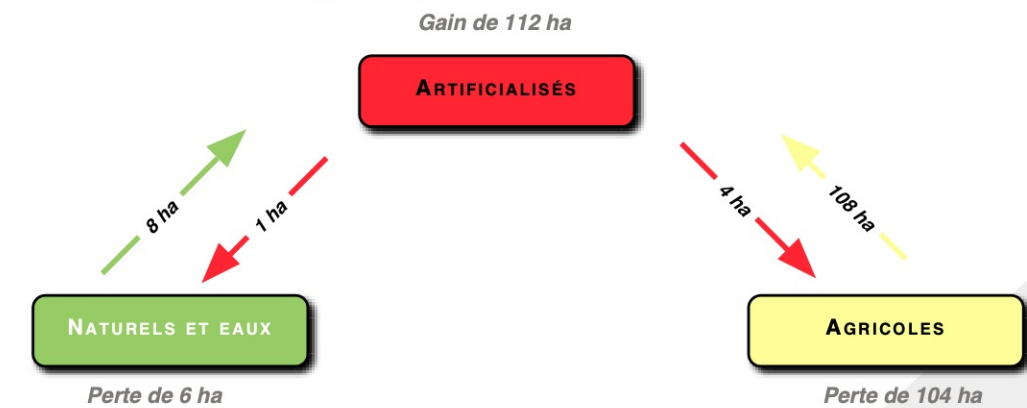 Gain de 112 ha
ARTIFICIALISÉS
8 ha
1 ha
4 ha
108 ha
NATURELS ET EAUX
AGRICOLES
Perte de 6 ha
Perte de 104 ha